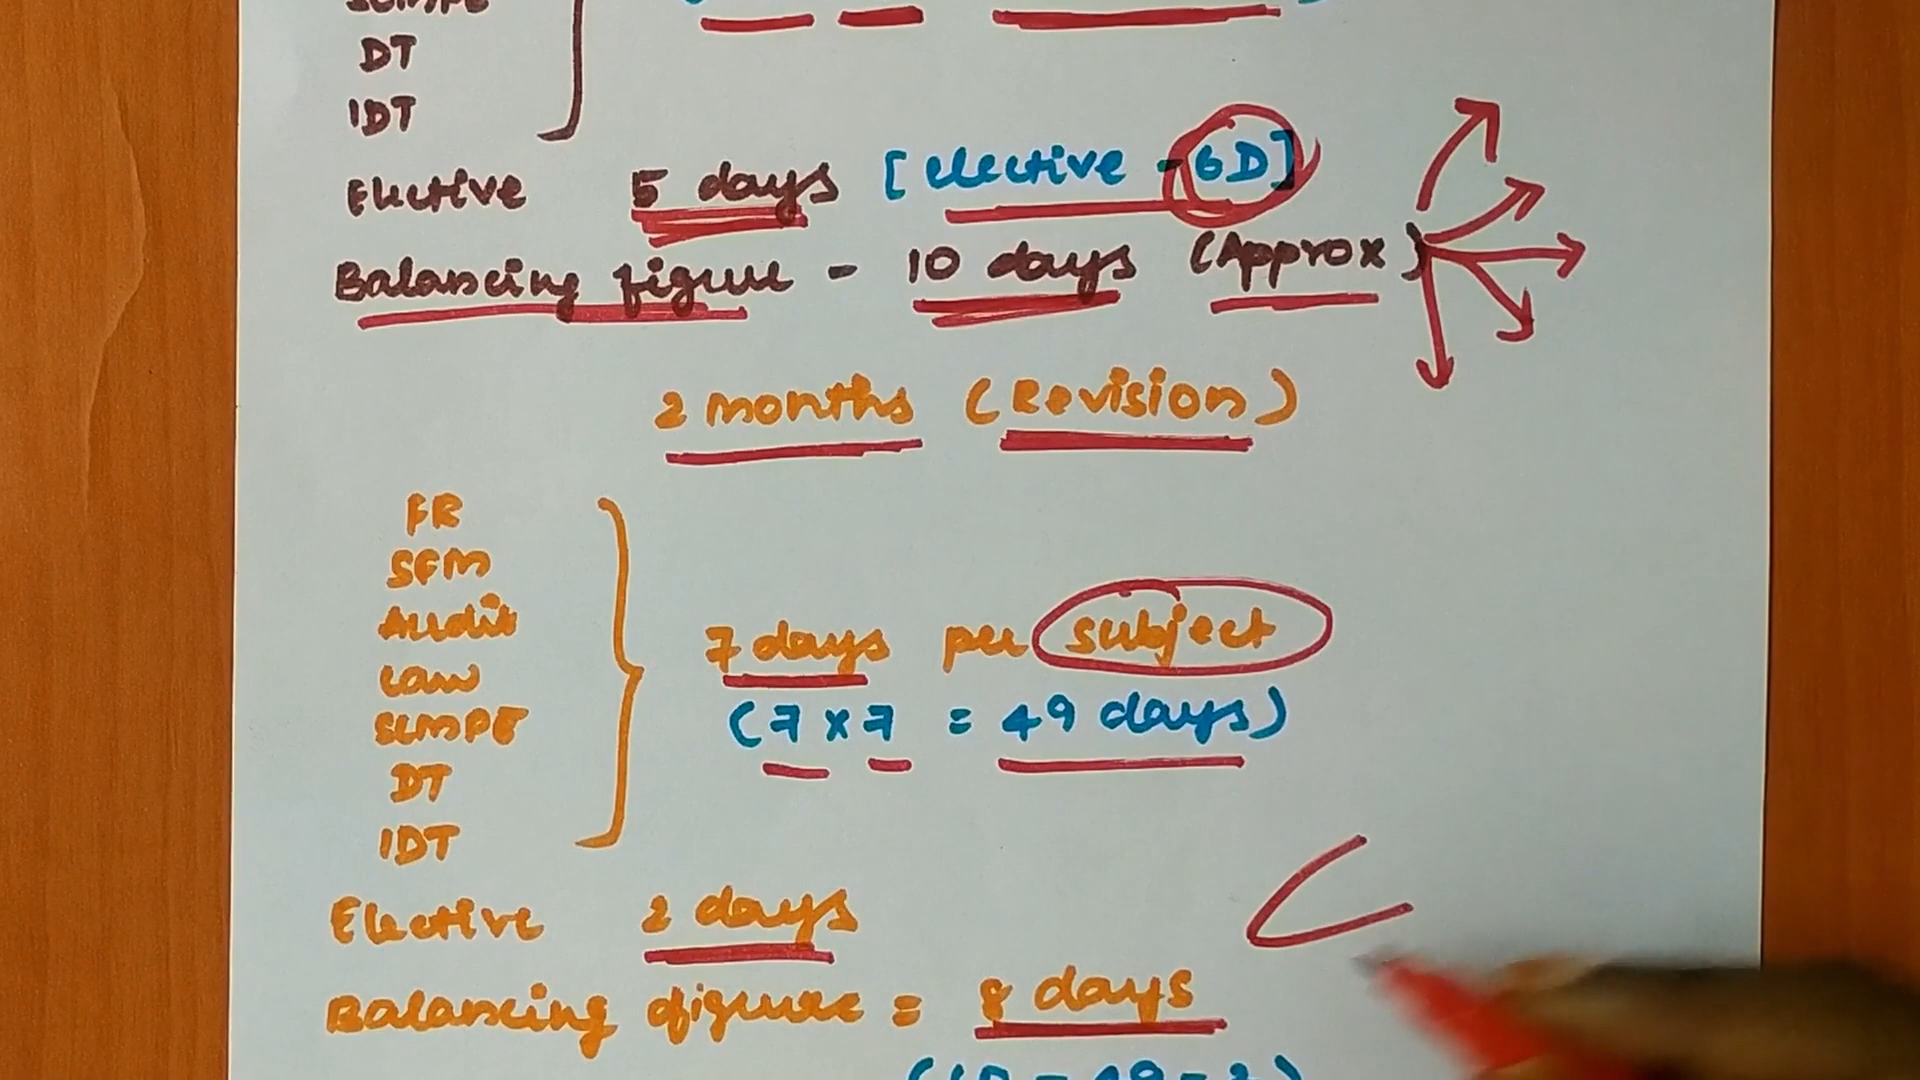 DT
IDT
Elective 5 days [Elective - 6D]
Balancing figure - 10 days (Approx)
2 months (Revision)
FR
SFM
Audit
Law
SCMPE
DT
IDT
7 days per subject
(7 x 7 = 49 days)
Elective 2 days
Balancing figure = 8 days